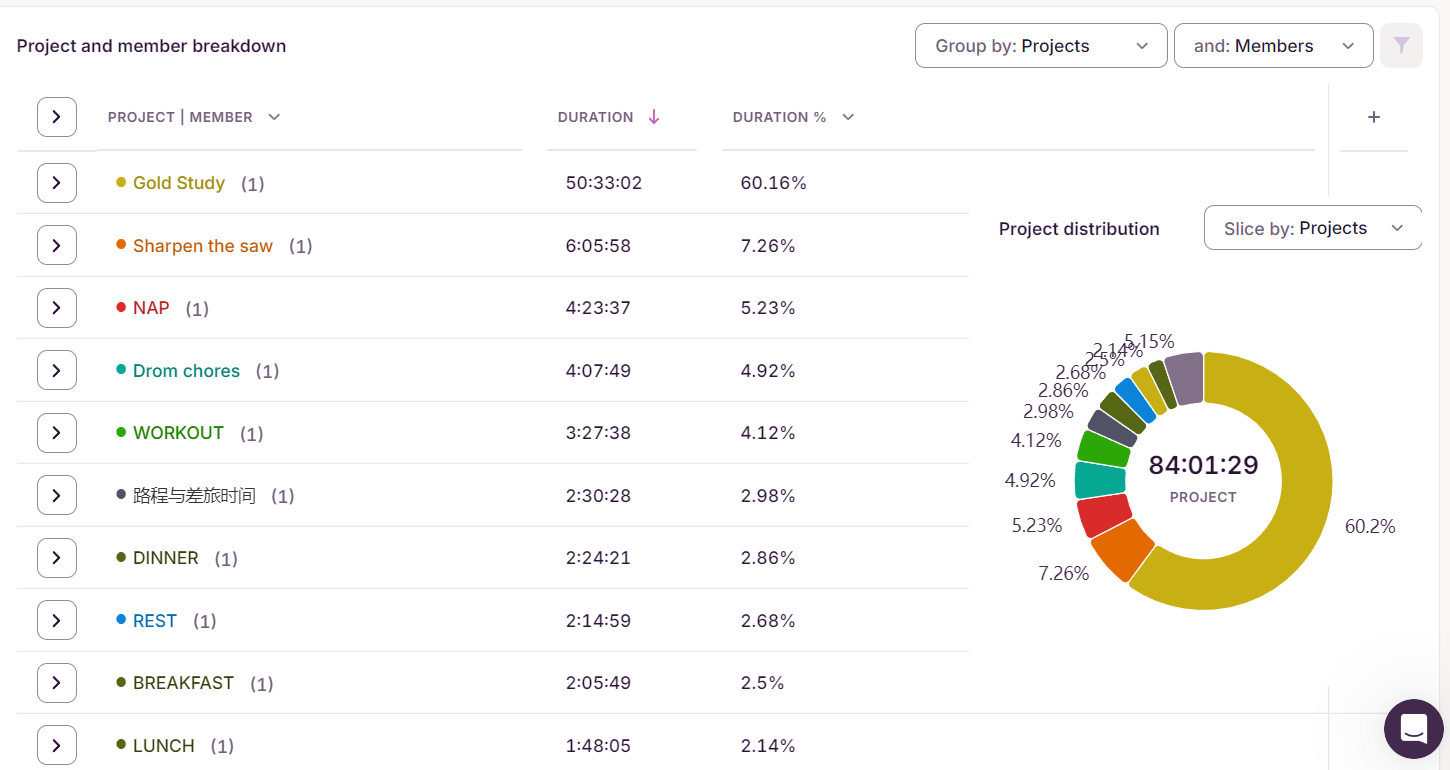 Project and member breakdown
Group by: Projects
and: Members
PROJECT | MEMBER
DURATION
DURATION %
+
Gold Study (1) 50:33:02 60.16%
Sharpen the saw (1) 6:05:58 7.26%
NAP (1) 4:23:37 5.23%
Drom chores (1) 4:07:49 4.92%
WORKOUT (1) 3:27:38 4.12%
路程与差旅时间 (1) 2:30:28 2.98%
DINNER (1) 2:24:21 2.86%
REST (1) 2:14:59 2.68%
BREAKFAST (1) 2:05:49 2.5%
LUNCH (1) 1:48:05 2.14%
Project distribution
Slice by: Projects
5.15%
2.14%
2.5%
2.68%
2.86%
2.98%
4.12%
4.92%
5.23%
7.26%
60.2%
84:01:29
PROJECT